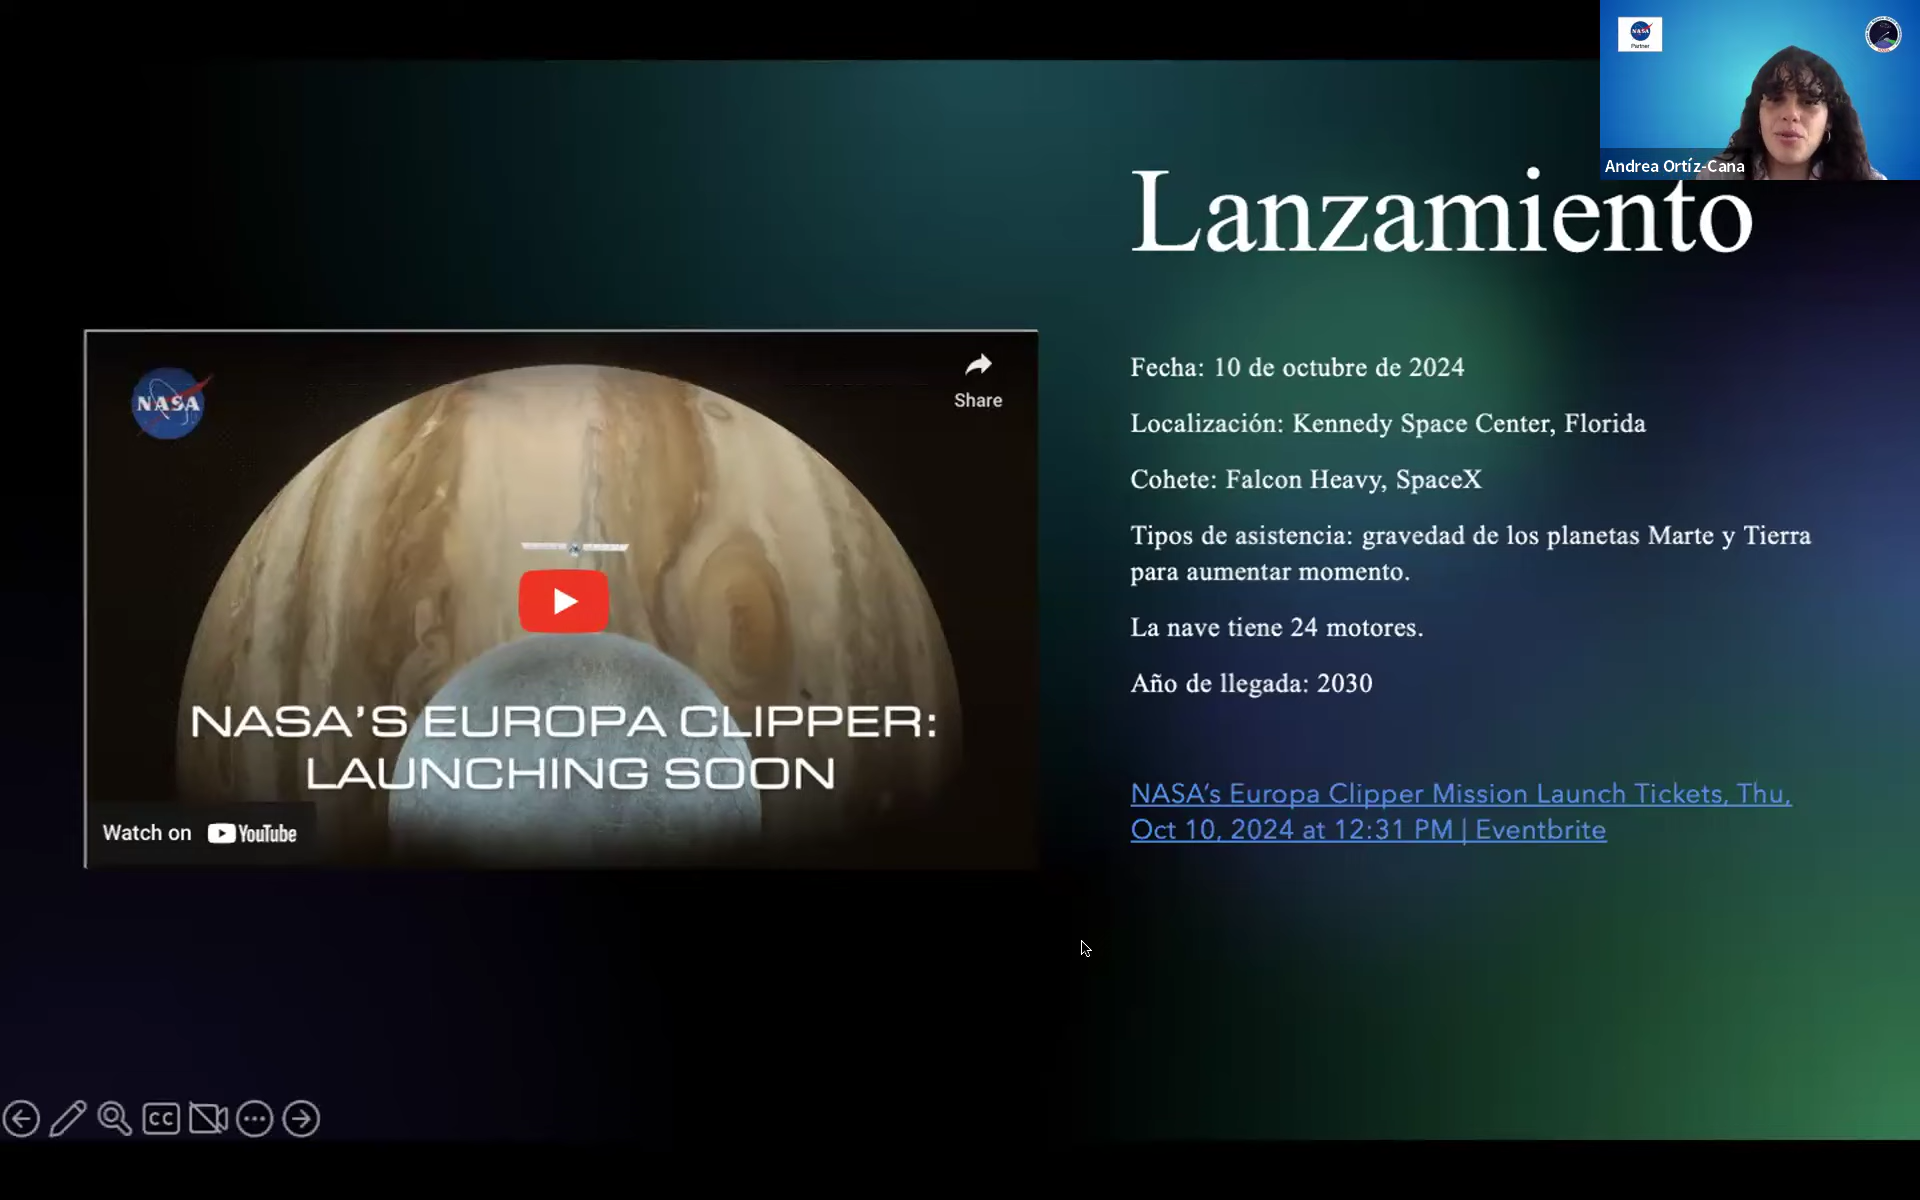 NASA
Partner
Andrea Ortíz-Cana
Lanzamiento
NASA
Share
NASA'S EUROPA CLIPPER:
LAUNCHING SOON
Watch on YouTube
Fecha: 10 de octubre de 2024
Localización: Kennedy Space Center, Florida
Cohete: Falcon Heavy, SpaceX
Tipos de asistencia: gravedad de los planetas Marte y Tierra
para aumentar momento.
La nave tiene 24 motores.
Año de llegada: 2030
NASA's Europa Clipper Mission Launch Tickets, Thu,
Oct 10, 2024 at 12:31 PM | Eventbrite
CC